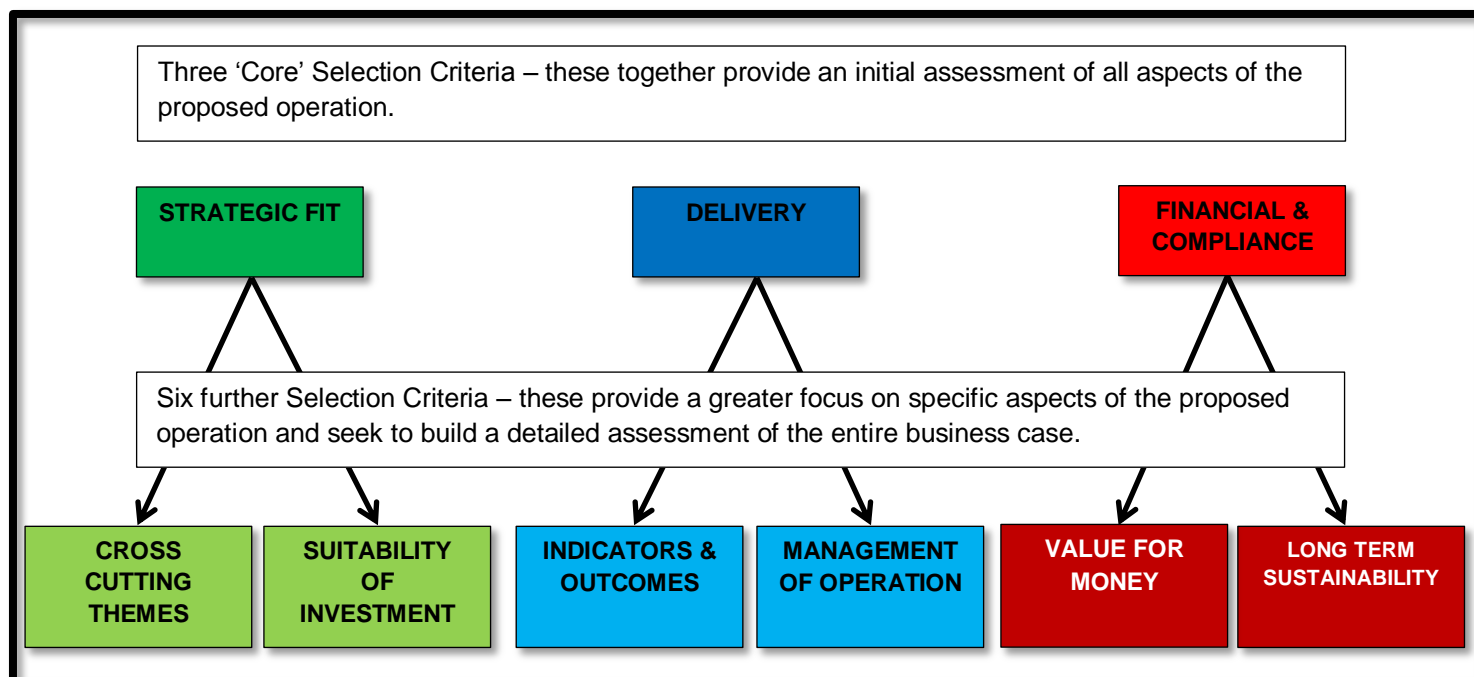 Three ‘Core’ Selection Criteria – these together provide an initial assessment of all aspects of the
proposed operation.
STRATEGIC FIT
DELIVERY
FINANCIAL &
COMPLIANCE
Six further Selection Criteria – these provide a greater focus on specific aspects of the proposed
operation and seek to build a detailed assessment of the entire business case.
CROSS
CUTTING
THEMES
SUITABILITY
OF
INVESTMENT
INDICATORS &
OUTCOMES
MANAGEMENT
OF OPERATION
VALUE FOR
MONEY
LONG TERM
SUSTAINABILITY